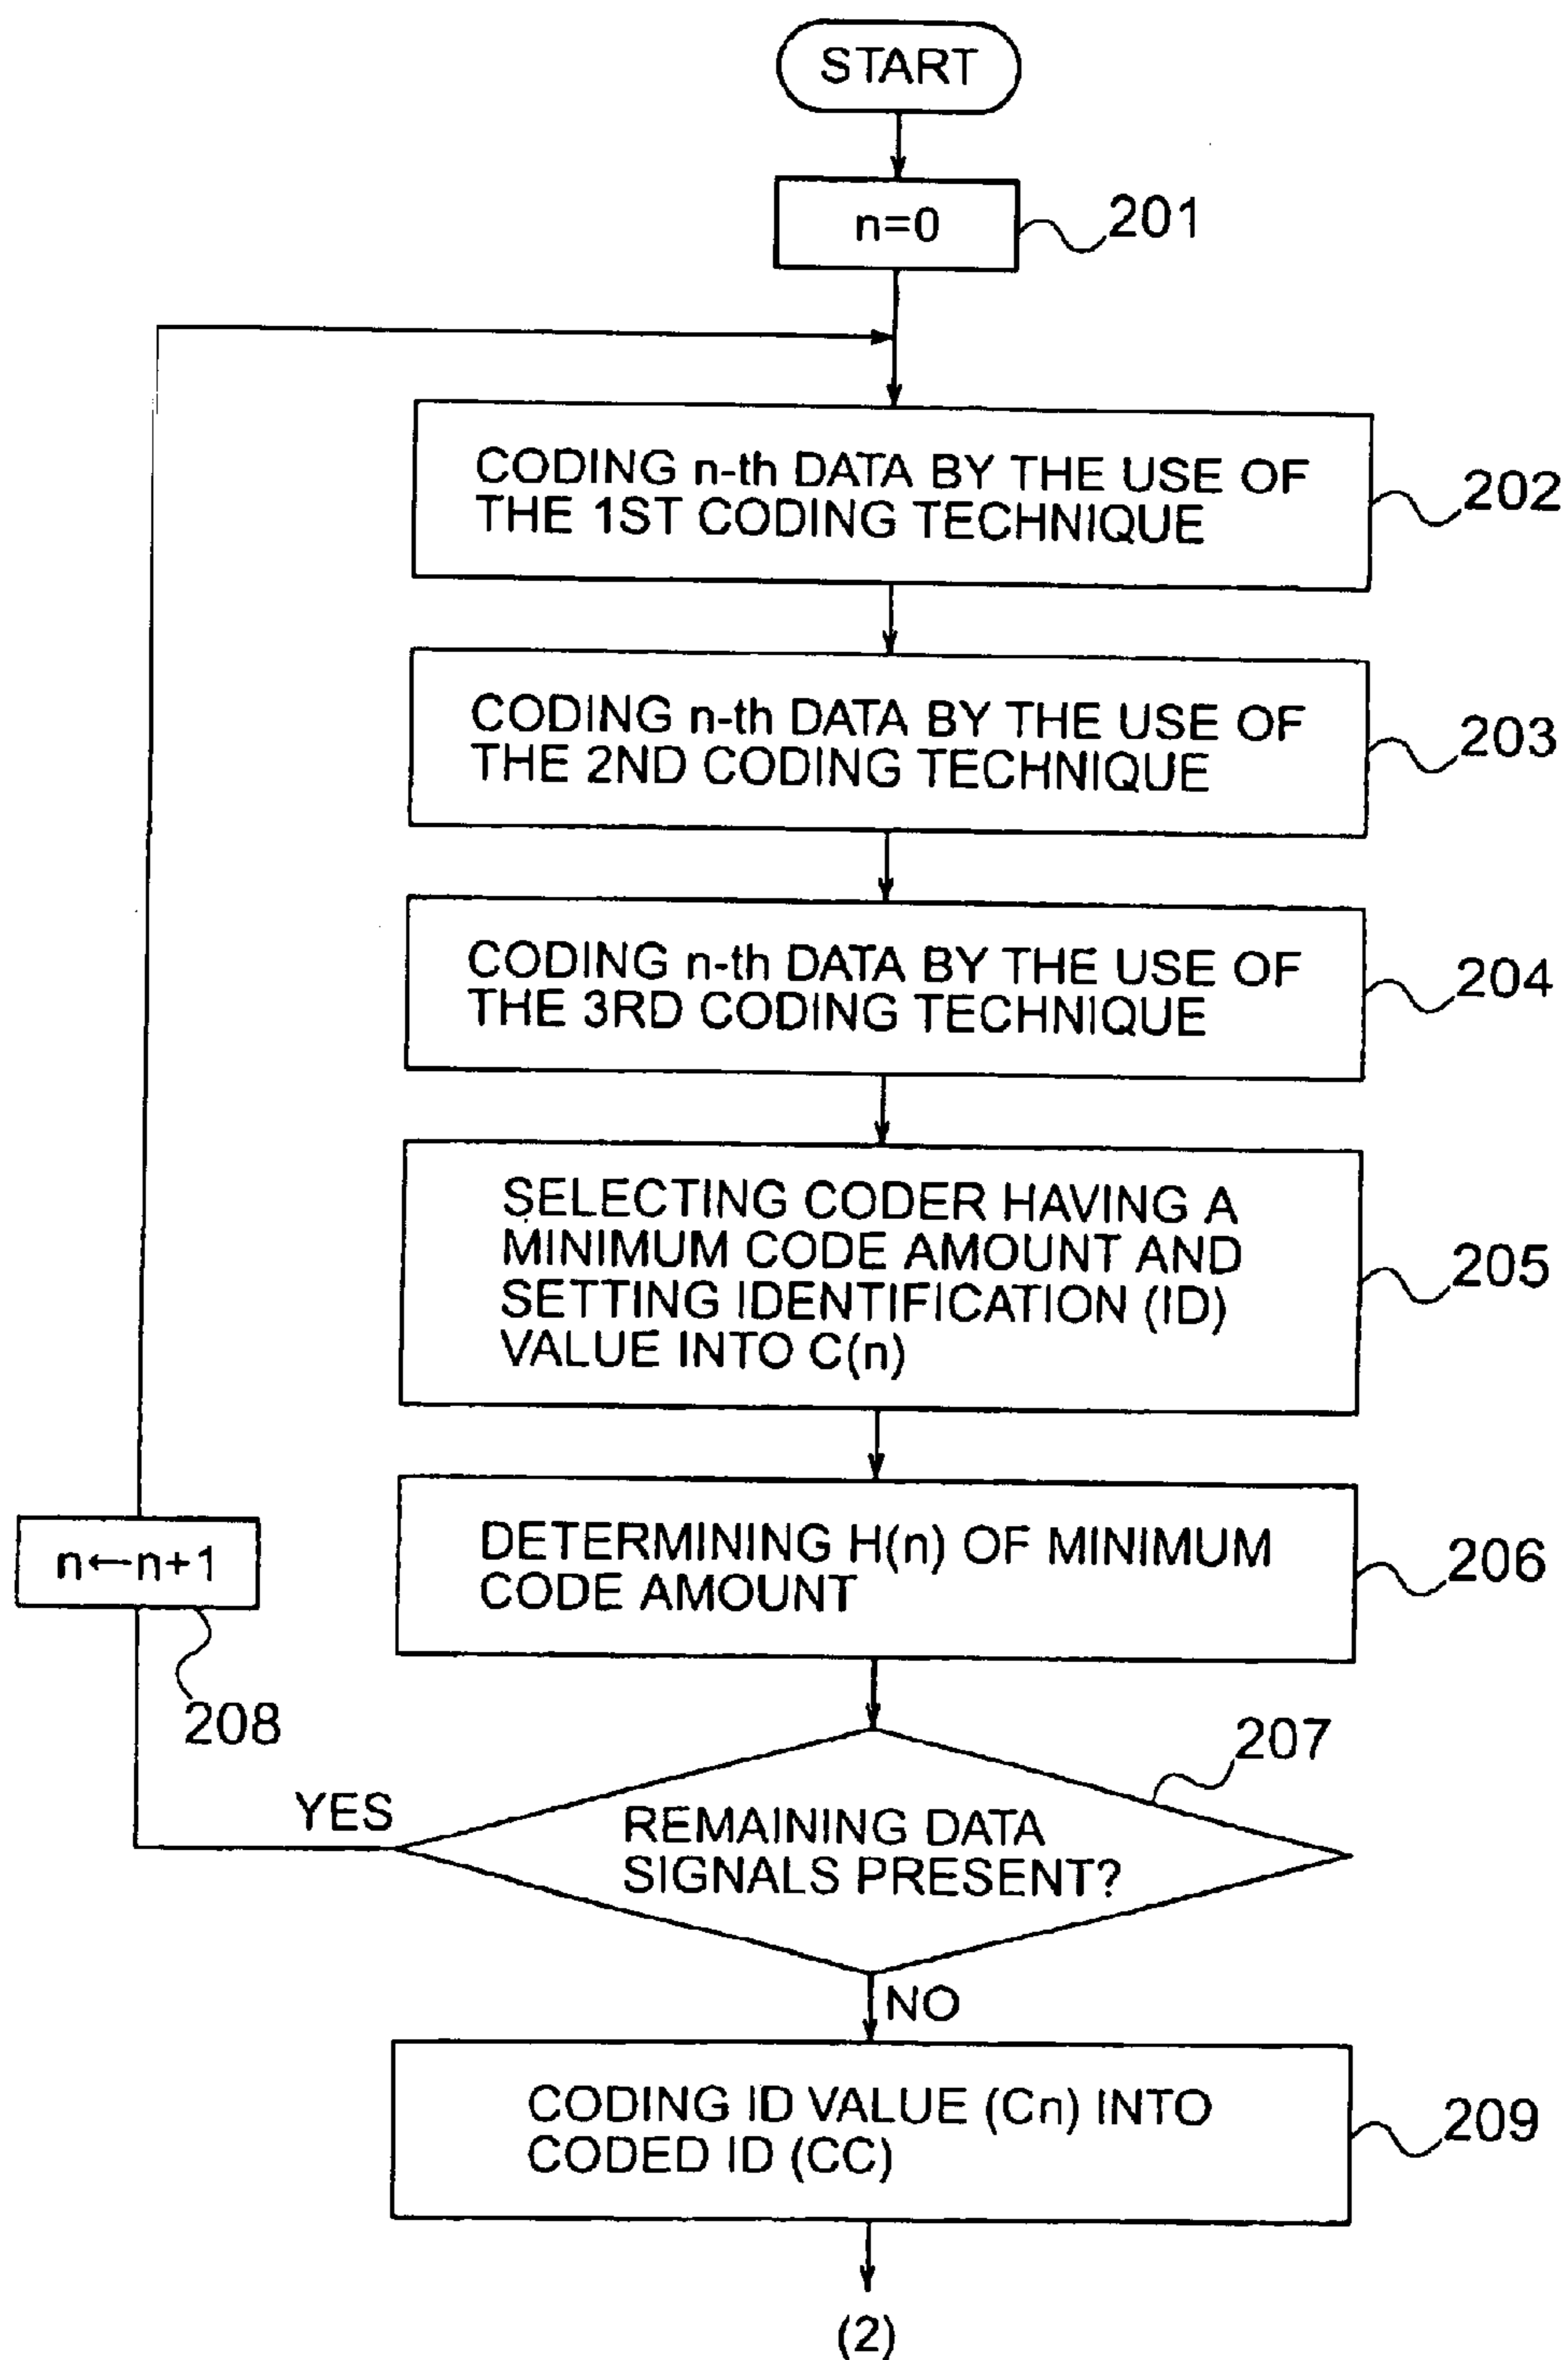 START
n=0
201
CODING n-th DATA BY THE USE OF
THE 1ST CODING TECHNIQUE
202
CODING n-th DATA BY THE USE OF
THE 2ND CODING TECHNIQUE
203
CODING n-th DATA BY THE USE OF
THE 3RD CODING TECHNIQUE
204
SELECTING CODER HAVING A
MINIMUM CODE AMOUNT AND
SETTING IDENTIFICATION (ID)
VALUE INTO C(n)
205
DETERMINING H(n) OF MINIMUM
CODE AMOUNT
206
n←n+1
208
207
YES
REMAINING DATA
SIGNALS PRESENT?
NO
CODING ID VALUE (Cn) INTO
CODED ID (CC)
209
(2)